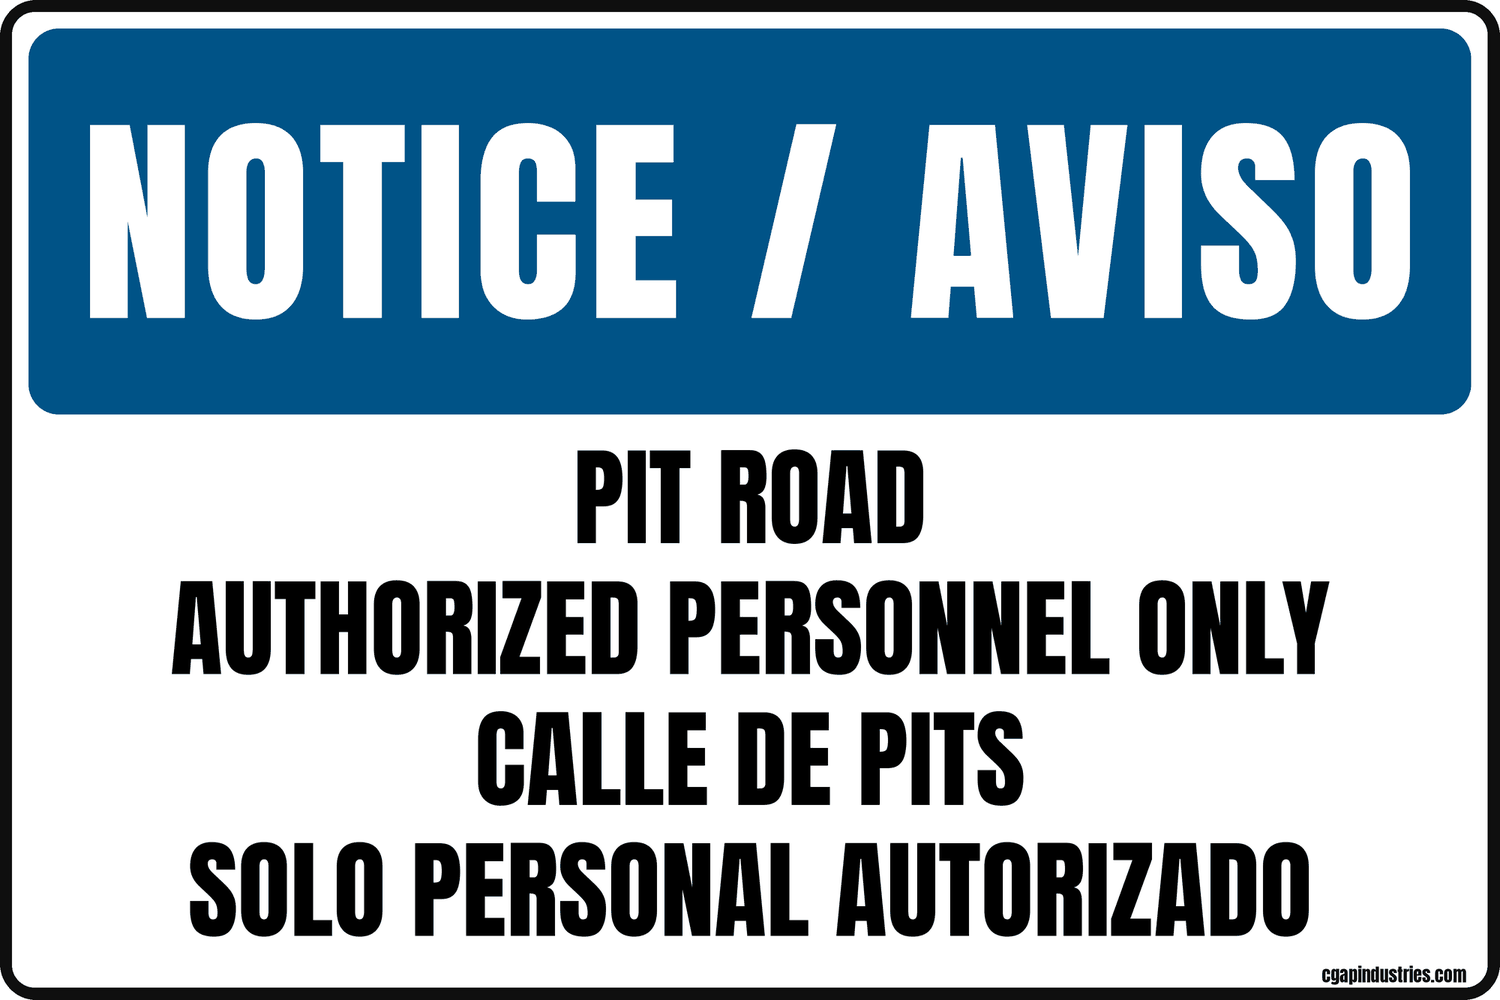 NOTICE / AVISO
PIT ROAD
AUTHORIZED PERSONNEL ONLY
CALLE DE PITS
SOLO PERSONAL AUTORIZADO
cgapindustries.com